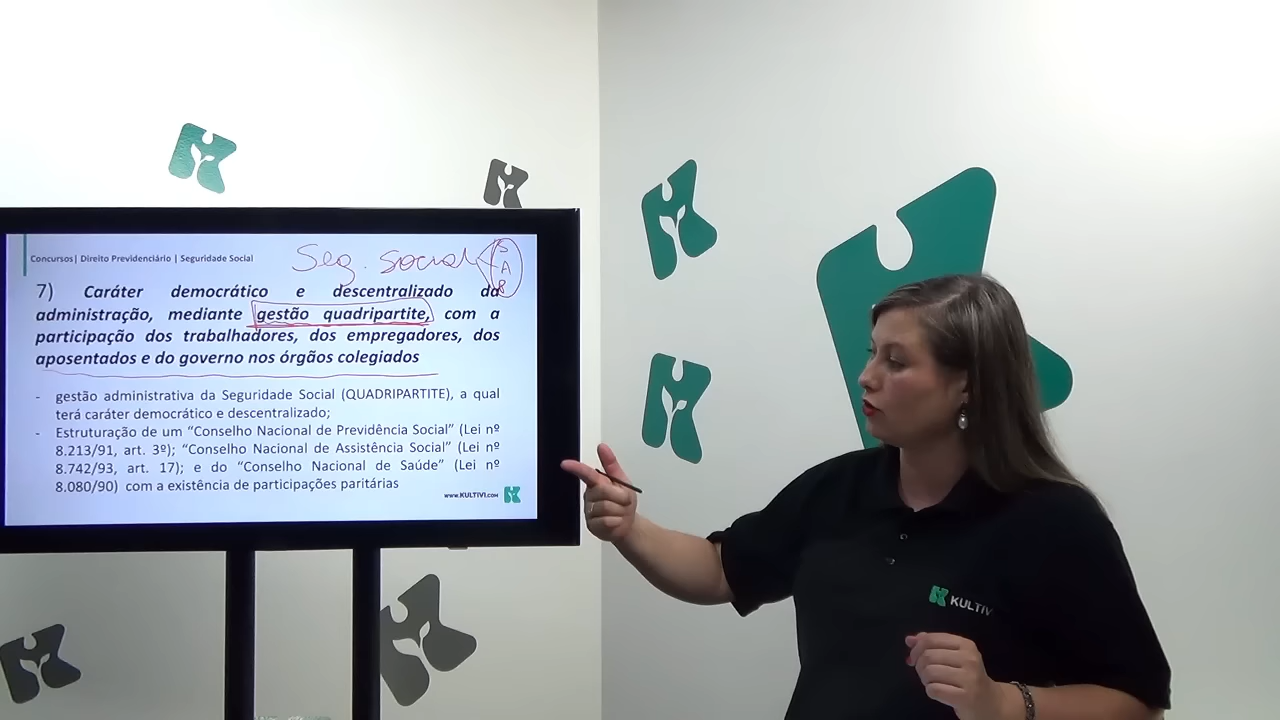 Concursos| Direito Previdenciário | Seguridade Social
Seg. social
S
A
7) Caráter democrático e descentralizado da
administração, mediante gestão quadripartite, com a
participação dos trabalhadores, dos empregadores, dos
aposentados e do governo nos órgãos colegiados
- gestão administrativa da Seguridade Social (QUADRIPARTITE), a qual
terá caráter democrático e descentralizado;
- Estruturação de um “Conselho Nacional de Previdência Social” (Lei nº
8.213/91, art. 3º); “Conselho Nacional de Assistência Social” (Lei nº
8.742/93, art. 17); e do “Conselho Nacional de Saúde” (Lei nº
8.080/90) com a existência de participações paritárias
www.KULTIVI.COM
KULTIV